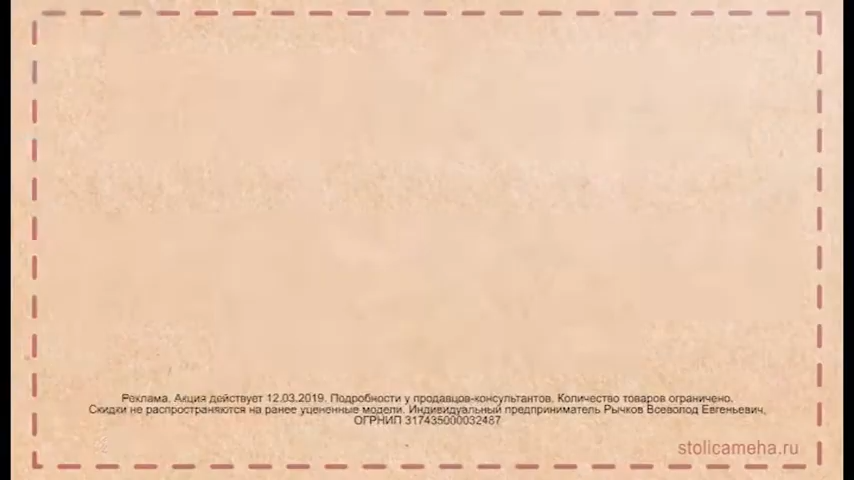 Реклама. Акция действует 12.03.2019. Подробности у продавцов-консультантов. Количество товаров ограничено.
Скидки не распространяются на ранее уцененные модели. Индивидуальный предприниматель Рычков Всеволод Евгеньевич,
ОГРНИП 317435000032487
stolicameha.ru